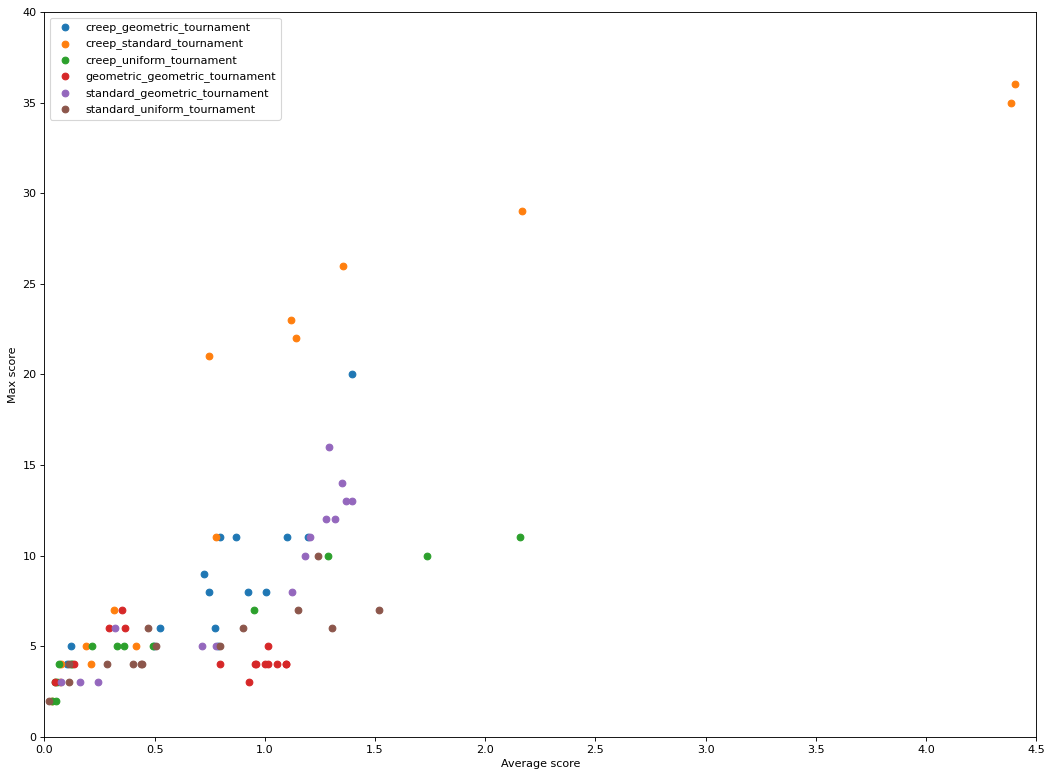 creep_geometric_tournament
creep_standard_tournament
creep_uniform_tournament
geometric_geometric_tournament
standard_geometric_tournament
standard_uniform_tournament
40
35
30
25
20
15
10
5
0
Max score
0.0 0.5 1.0 1.5 2.0 2.5 3.0 3.5 4.0 4.5
Average score